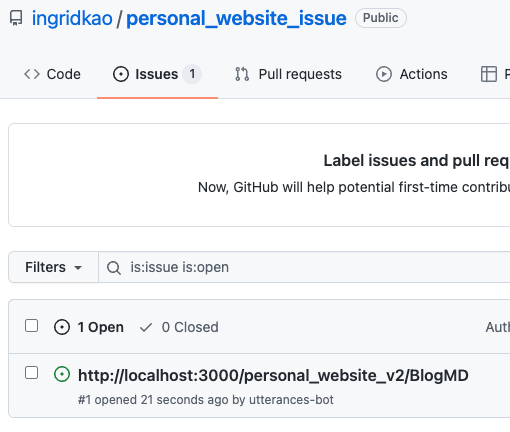 ingridkao / personal_website_issue Public
Code Issues 1 Pull requests Actions
Label issues and pull req
Now, GitHub will help potential first-time contribu
Filters is:issue is:open
1 Open 0 Closed Auth
http://localhost:3000/personal_website_v2/BlogMD
#1 opened 21 seconds ago by utterances-bot